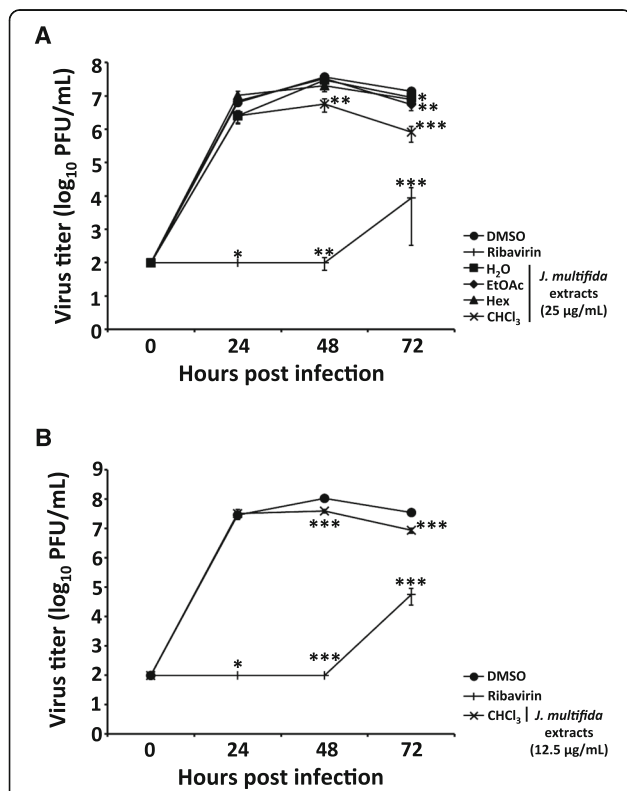 A
Virus titer (log10 PFU/mL)
8
7
6
5
4
3
2
1
0
*
**
**
***
***
*
**
0 24 48 72
Hours post infection
DMSO
Ribavirin
H2O
EtOAc
Hex
CHCl3
J. multifida
extracts
(25 µg/mL)
B
Virus titer (log10 PFU/mL)
9
8
7
6
5
4
3
2
1
0
***
***
***
*
***
0 24 48 72
Hours post infection
DMSO
Ribavirin
CHCl3
J. multifida
extracts
(12.5 µg/mL)